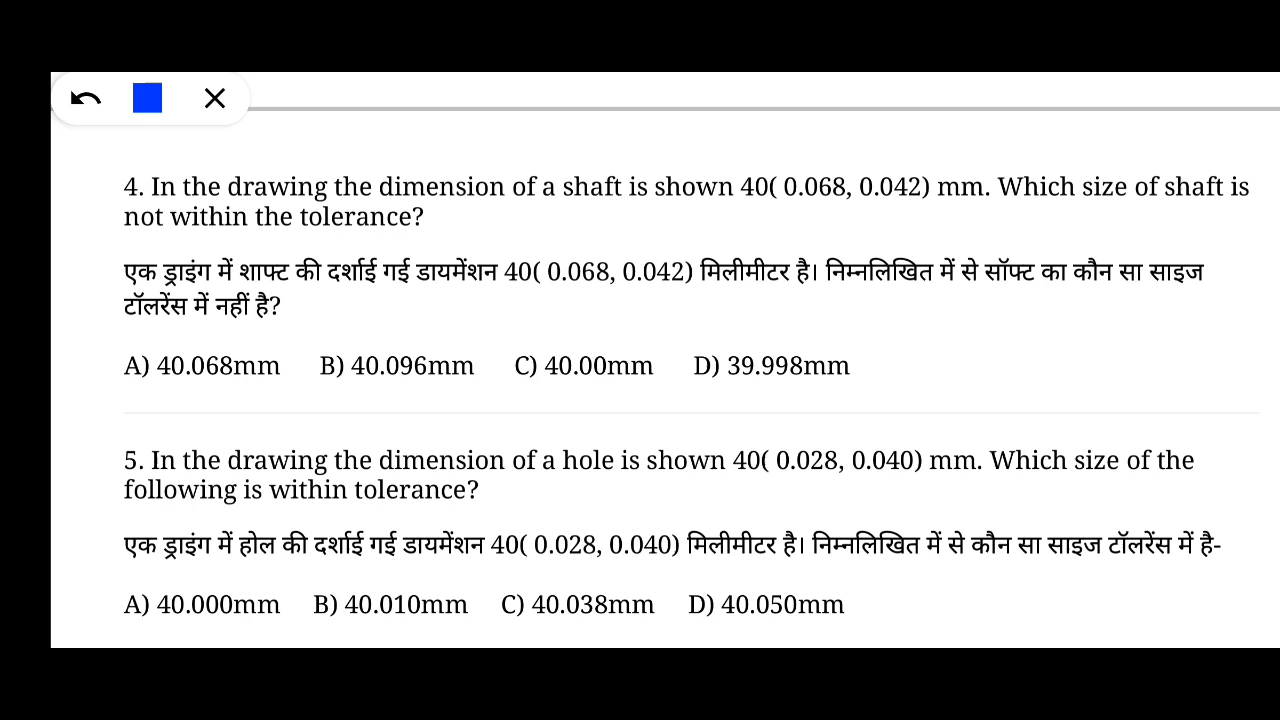 4. In the drawing the dimension of a shaft is shown 40( 0.068, 0.042) mm. Which size of shaft is
not within the tolerance?
एक ड्राइंग में शाफ्ट की दर्शाई गई डायमेंशन 40( 0.068, 0.042) मिलीमीटर है। निम्नलिखित में से सॉफ्ट का कौन सा साइज
टॉलरेंस में नहीं है?
A) 40.068mm B) 40.096mm C) 40.00mm D) 39.998mm
5. In the drawing the dimension of a hole is shown 40( 0.028, 0.040) mm. Which size of the
following is within tolerance?
एक ड्राइंग में होल की दर्शाई गई डायमेंशन 40( 0.028, 0.040) मिलीमीटर है। निम्नलिखित में से कौन सा साइज टॉलरेंस में है-
A) 40.000mm B) 40.010mm C) 40.038mm D) 40.050mm